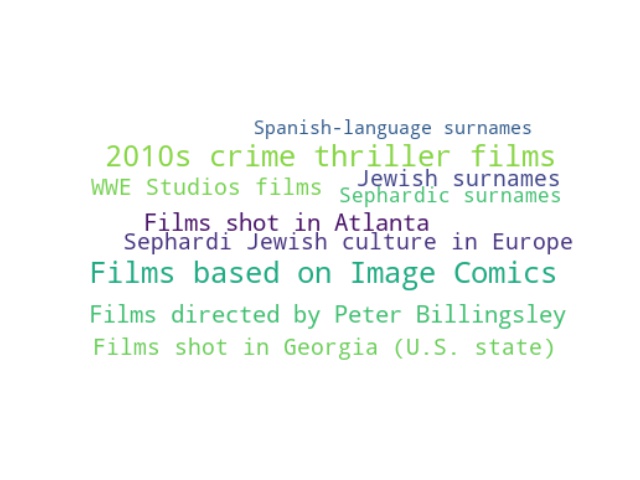 Spanish-language surnames
2010s crime thriller films
Jewish surnames
WWE Studios films
Sephardic surnames
Films shot in Atlanta
Sephardi Jewish culture in Europe
Films based on Image Comics
Films directed by Peter Billingsley
Films shot in Georgia (U.S. state)